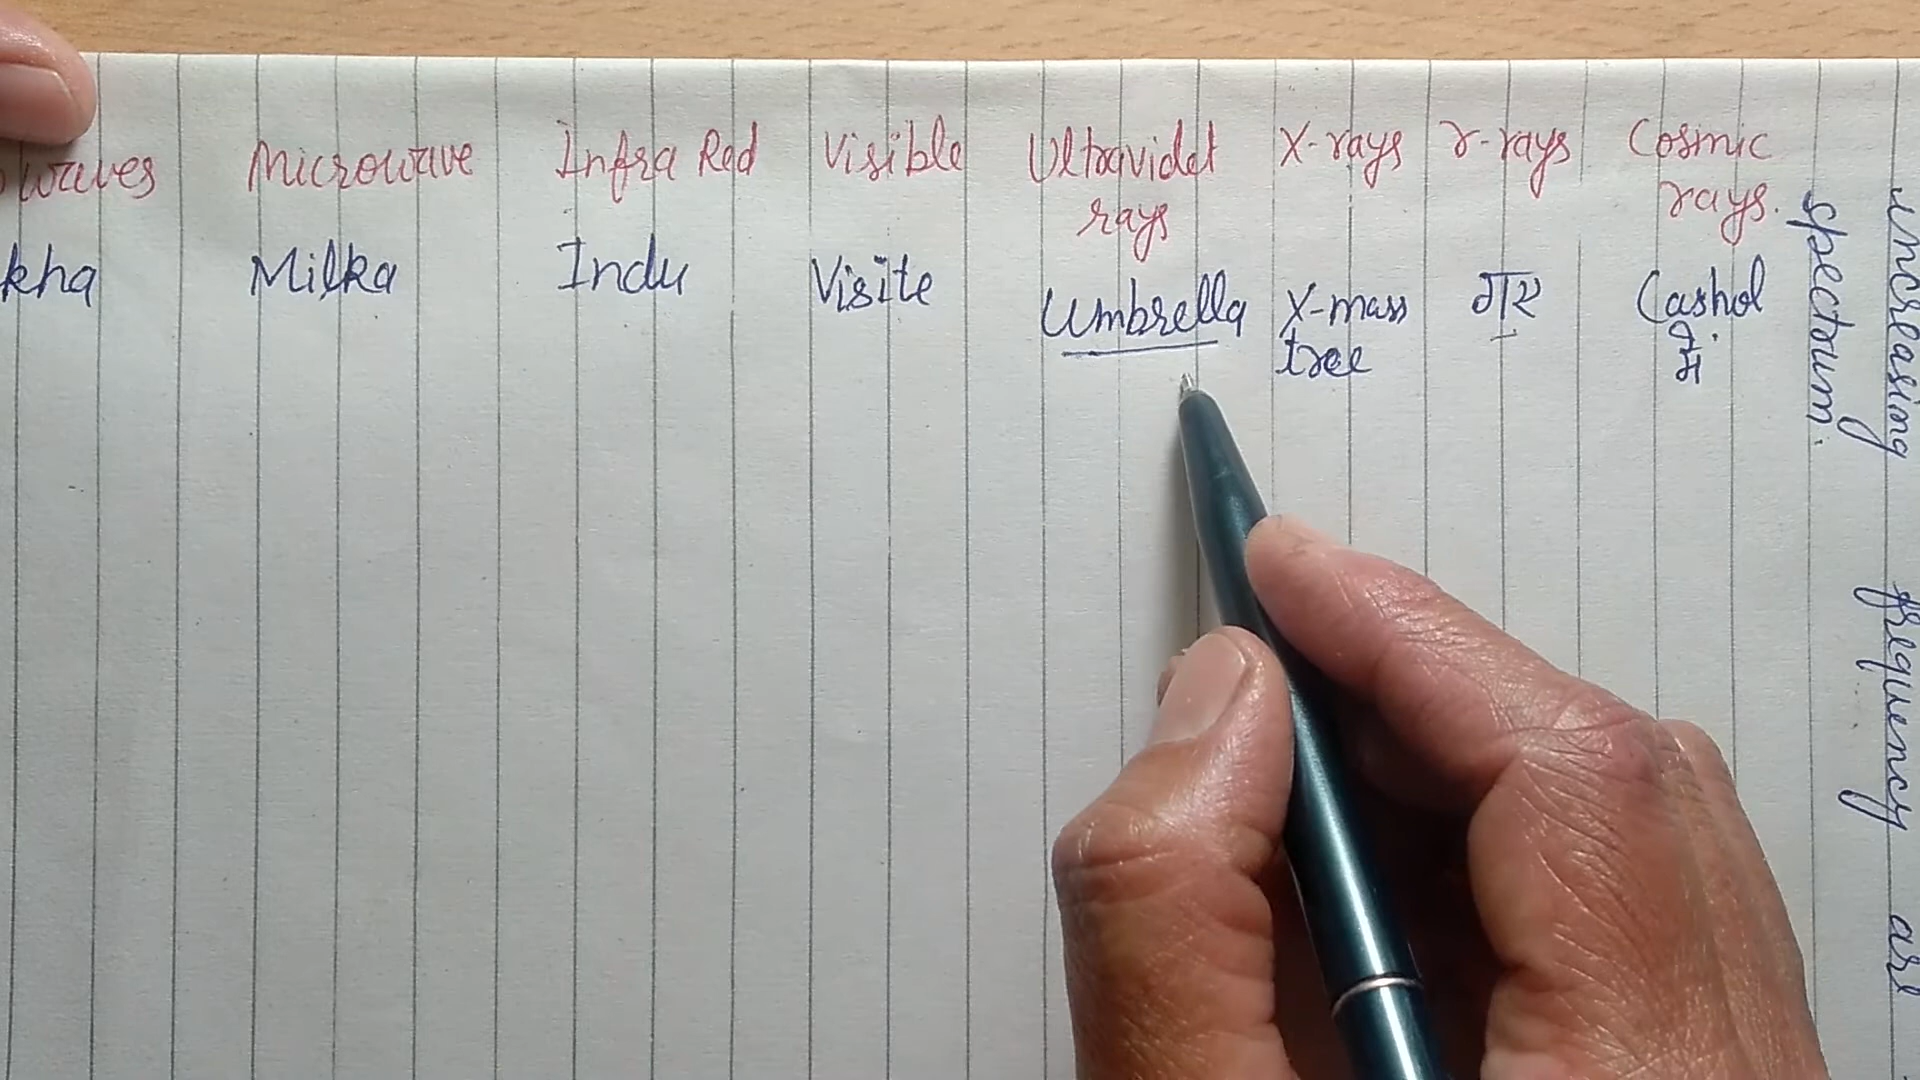 waves Microwave Infra Red Visible Ultraviolet X-rays γ-rays Cosmic
rays rays.
kha Milka Indu Visite Umbrella X-mass गार Cashol
tree में
increasing frequency are
spectrum.